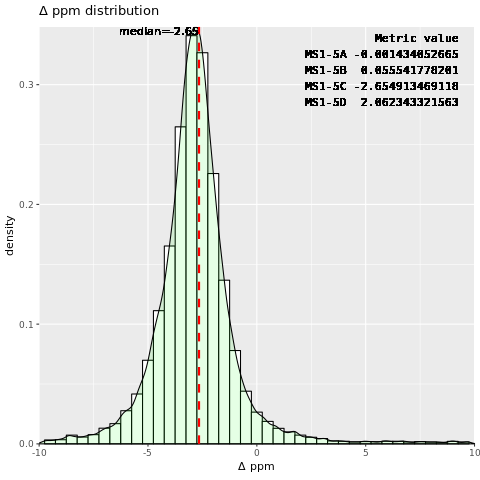 Δ ppm distribution
median=-2.65
Metric value
MS1-5A -0.001434052665
MS1-5B 0.055541778201
MS1-5C -2.654913469118
MS1-5D 2.062343321563
density
0.3
0.2
0.1
0.0
-10 -5 0 5 10
Δ ppm